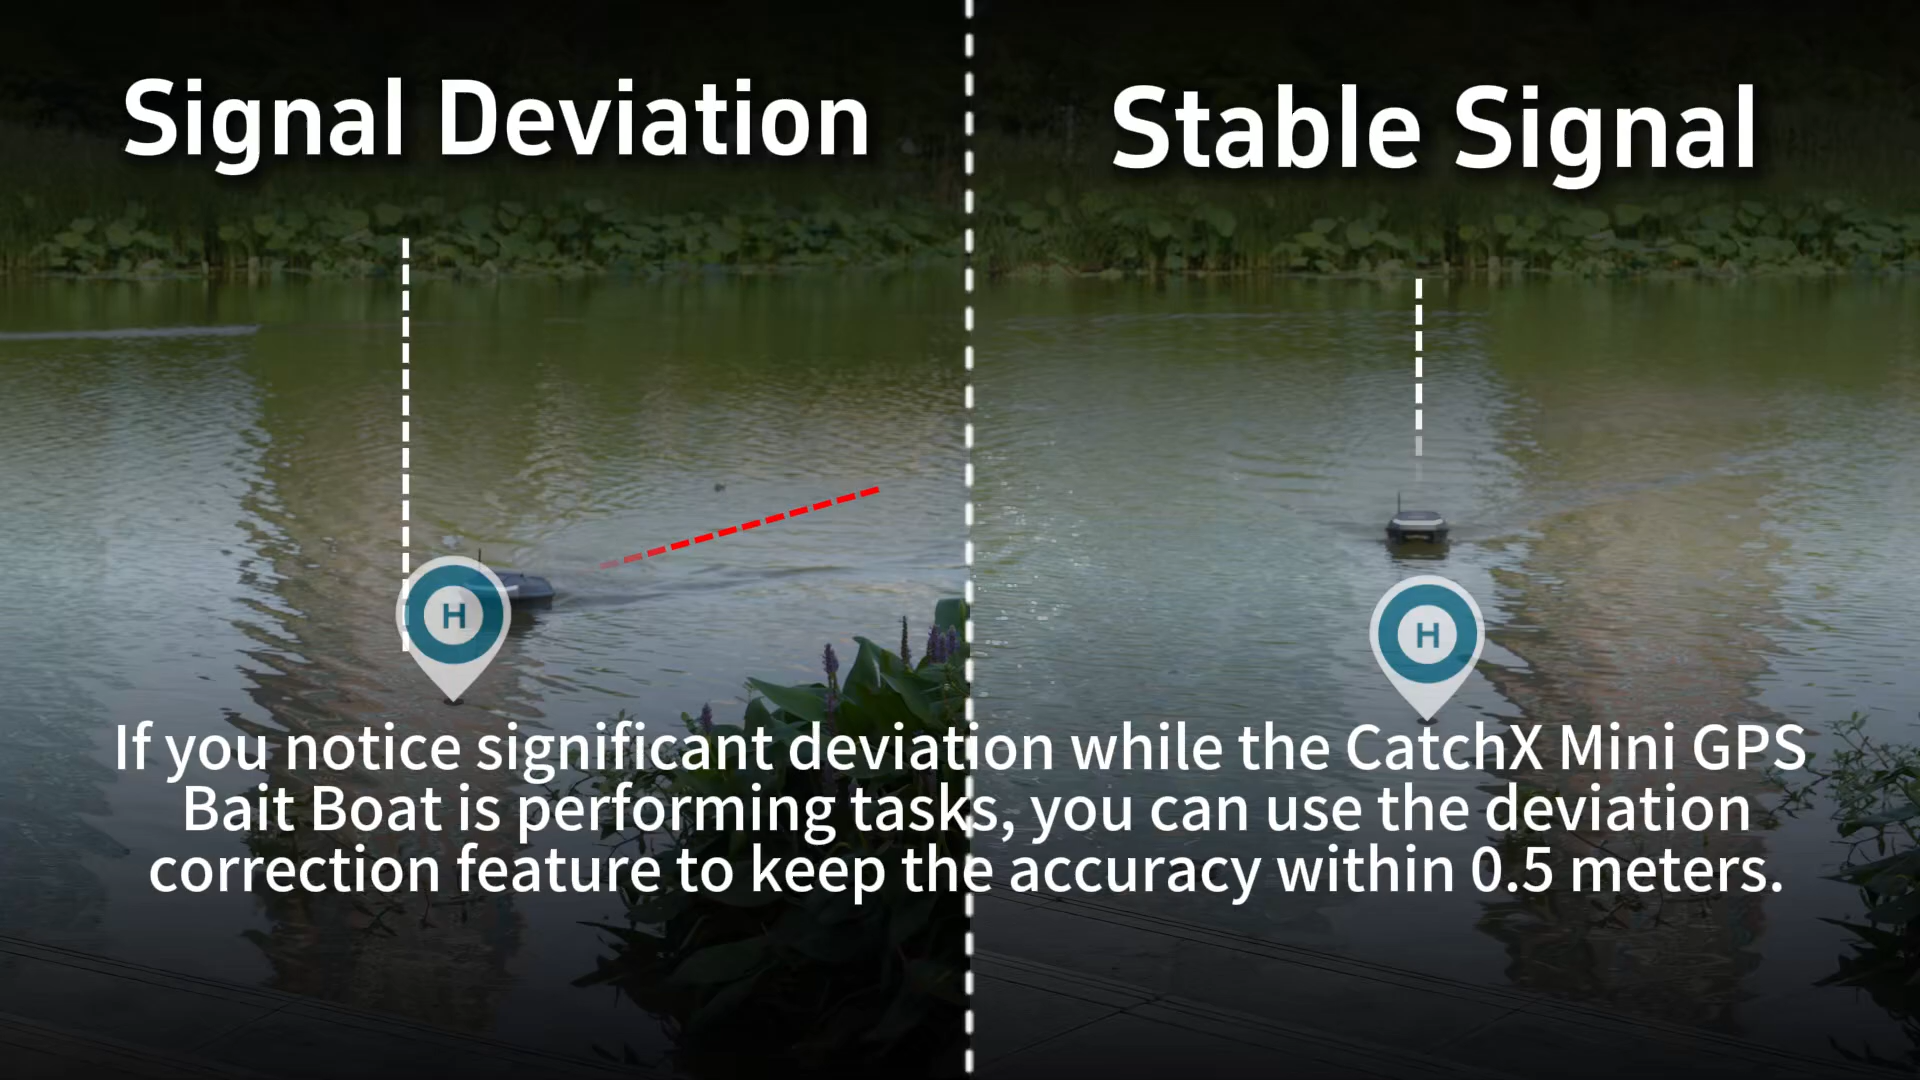 Signal Deviation
Stable Signal
H
H
If you notice significant deviation while the CatchX Mini GPS
Bait Boat is performing tasks, you can use the deviation
correction feature to keep the accuracy within 0.5 meters.